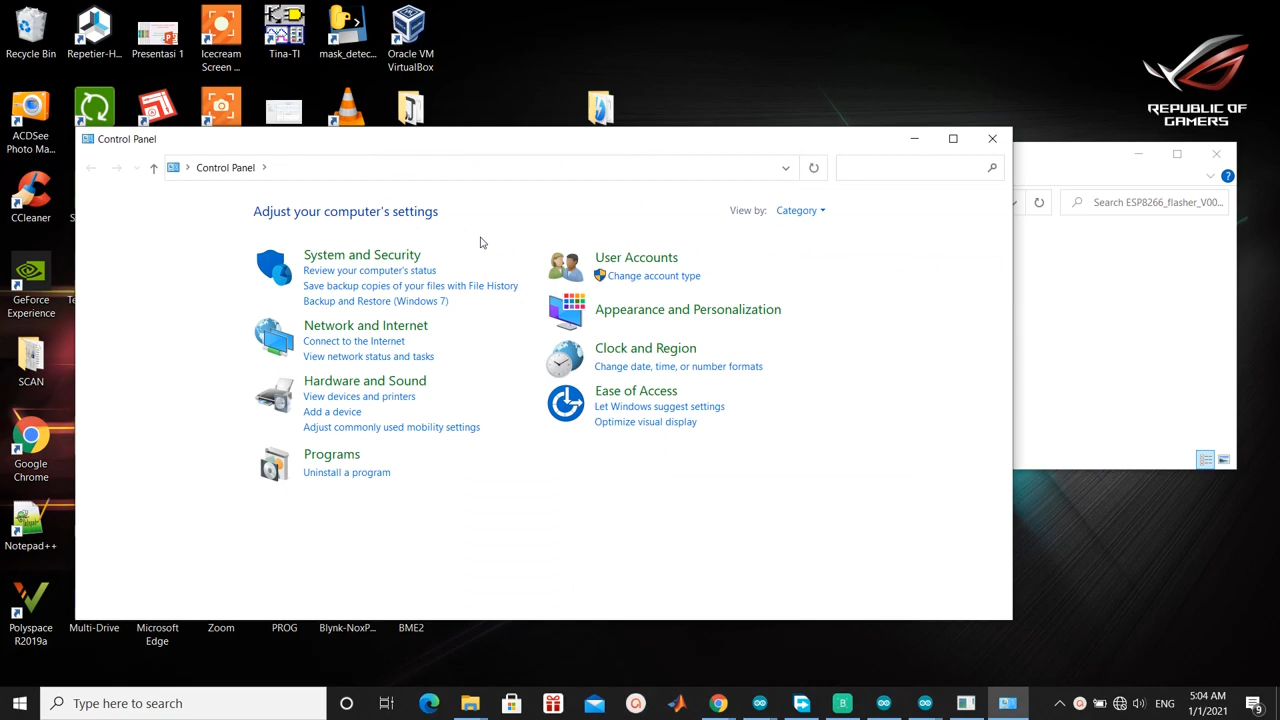 Recycle Bin
Repetier-H...
Presentasi 1
Icecream
Screen ...
Tina-TI
mask_detec...
Oracle VM
VirtualBox
REPUBLIC OF
GAMERS
ACDSee
Photo Ma...
CCleaner
GeForce
Experience
Te
SCAN
Google
Chrome
Notepad++
Polyspace
R2019a
Multi-Drive
Microsoft
Edge
Zoom
PROG
Blynk-NoxP...
BME2
Control Panel
Control Panel
Adjust your computer's settings
View by: Category
System and Security
Review your computer's status
Save backup copies of your files with File History
Backup and Restore (Windows 7)
Network and Internet
Connect to the Internet
View network status and tasks
Hardware and Sound
View devices and printers
Add a device
Adjust commonly used mobility settings
Programs
Uninstall a program
User Accounts
Change account type
Appearance and Personalization
Clock and Region
Change date, time, or number formats
Ease of Access
Let Windows suggest settings
Optimize visual display
Search ESP8266_flasher_V00...
Type here to search
ENG
5:04 AM
1/1/2021
9